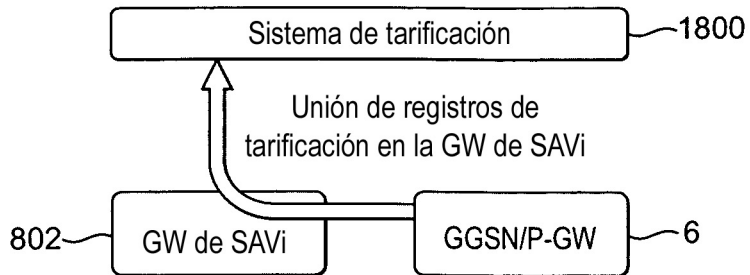 Sistema de tarificación
1800
Unión de registros de
tarificación en la GW de SAVi
802
GW de SAVi
GGSN/P-GW
6